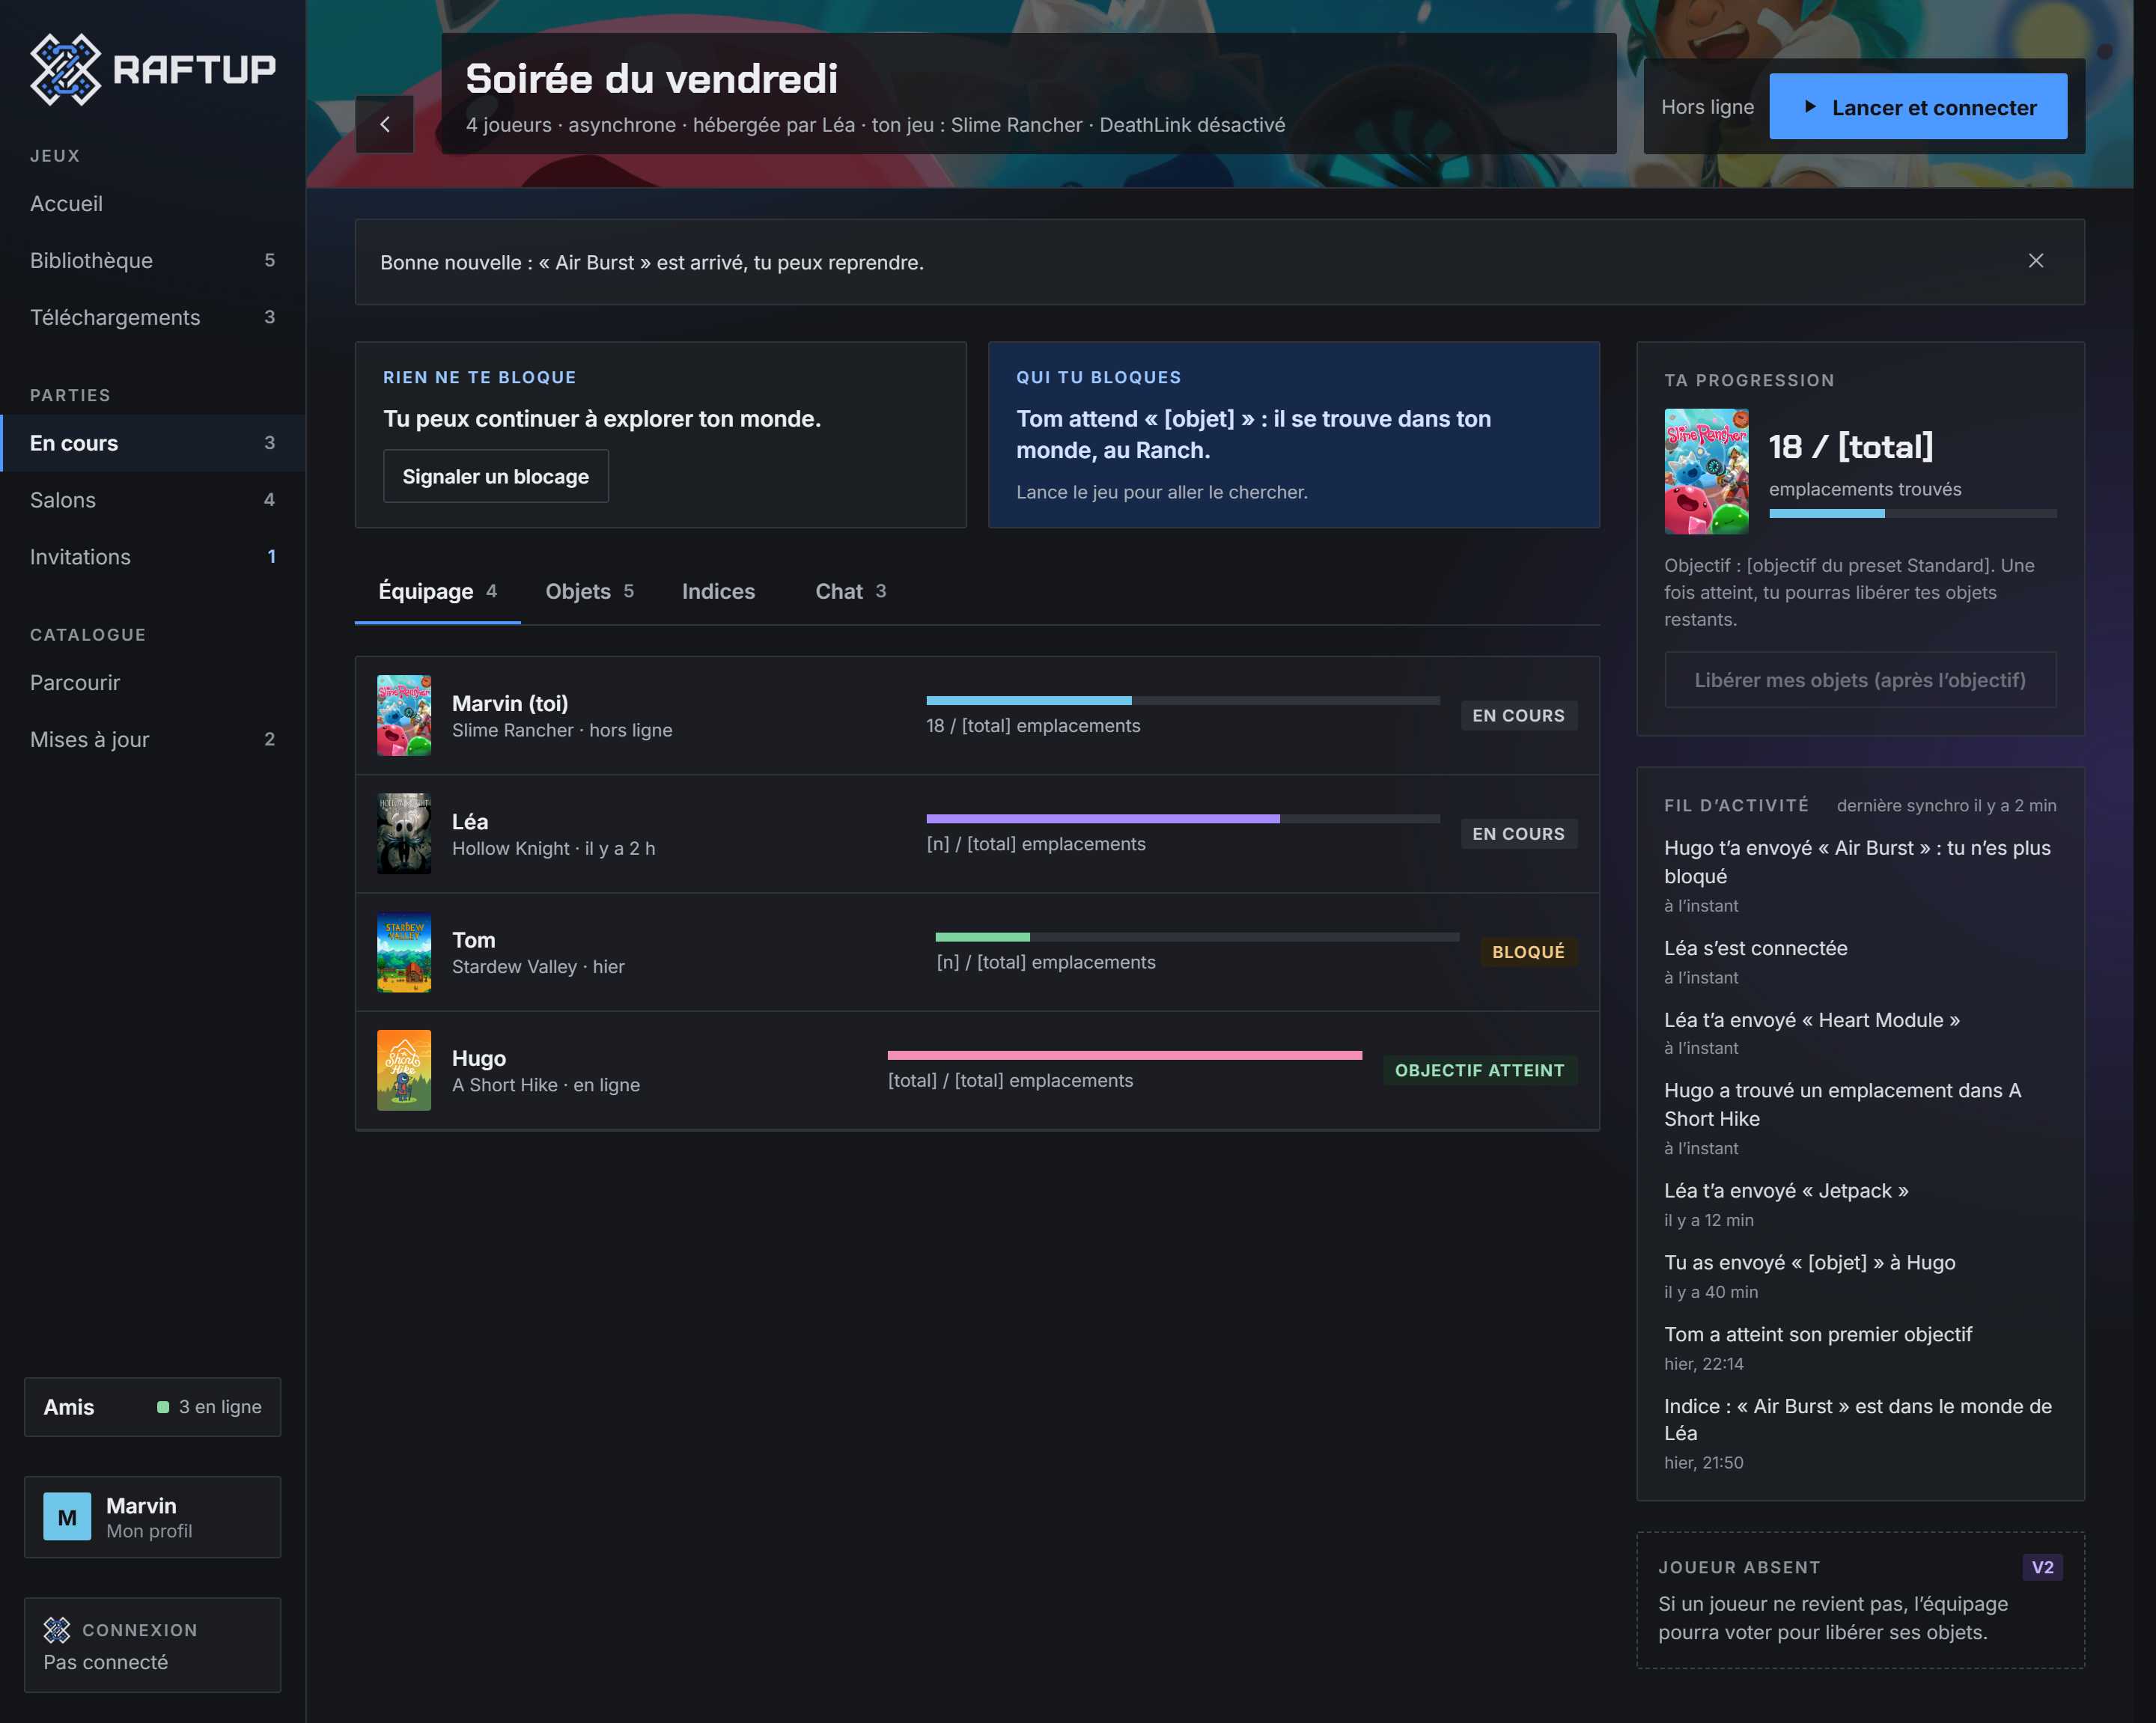 RAFTUP
JEUX
Accueil
Bibliothèque 5
Téléchargements 3
PARTIES
En cours 3
Salons 4
Invitations 1
CATALOGUE
Parcourir
Mises à jour 2
Amis 3 en ligne
M
Marvin
Mon profil
CONNEXION
Pas connecté
Soirée du vendredi
4 joueurs · asynchrone · hébergée par Léa · ton jeu : Slime Rancher · DeathLink désactivé
Hors ligne
Lancer et connecter
Bonne nouvelle : « Air Burst » est arrivé, tu peux reprendre.
RIEN NE TE BLOQUE
Tu peux continuer à explorer ton monde.
Signaler un blocage
QUI TU BLOQUES
Tom attend « [objet] » : il se trouve dans ton
monde, au Ranch.
Lance le jeu pour aller le chercher.
Équipage 4
Objets 5
Indices
Chat 3
Slime Rancher
Marvin (toi)
Slime Rancher · hors ligne
18 / [total] emplacements
EN COURS
HOLLOW KNIGHT
Léa
Hollow Knight · il y a 2 h
[n] / [total] emplacements
EN COURS
STARDEW
VALLEY
Tom
Stardew Valley · hier
[n] / [total] emplacements
BLOQUÉ
A Short
Hike
Hugo
A Short Hike · en ligne
[total] / [total] emplacements
OBJECTIF ATTEINT
TA PROGRESSION
Slime Rancher
18 / [total]
emplacements trouvés
Objectif : [objectif du preset Standard]. Une
fois atteint, tu pourras libérer tes objets
restants.
Libérer mes objets (après l’objectif)
FIL D’ACTIVITÉ
dernière synchro il y a 2 min
Hugo t’a envoyé « Air Burst » : tu n’es plus
bloqué
à l’instant
Léa s’est connectée
à l’instant
Léa t’a envoyé « Heart Module »
à l’instant
Hugo a trouvé un emplacement dans A
Short Hike
à l’instant
Léa t’a envoyé « Jetpack »
il y a 12 min
Tu as envoyé « [objet] » à Hugo
il y a 40 min
Tom a atteint son premier objectif
hier, 22:14
Indice : « Air Burst » est dans le monde de
Léa
hier, 21:50
JOUEUR ABSENT
V2
Si un joueur ne revient pas, l’équipage
pourra voter pour libérer ses objets.